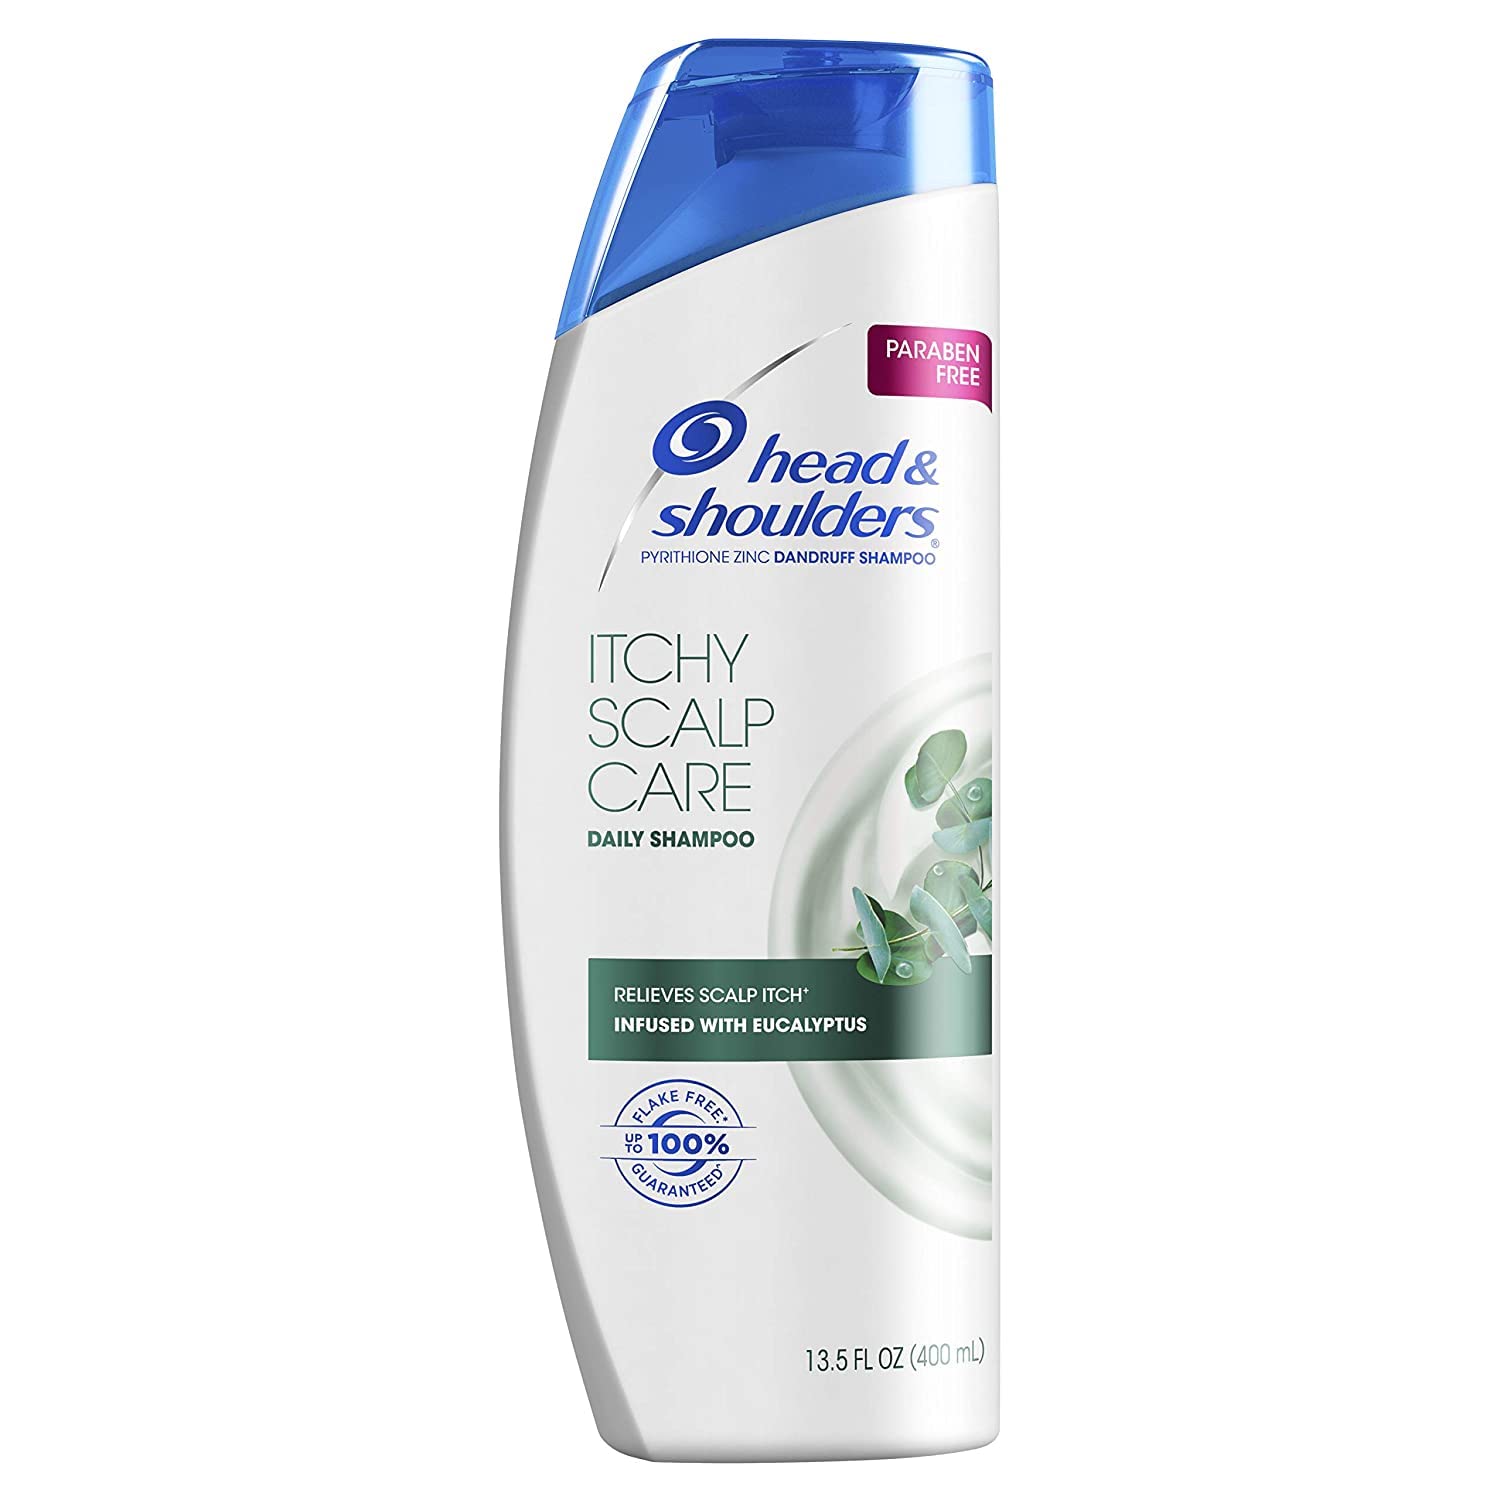 PARABEN
FREE
head &
shoulders®
PYRITHIONE ZINC DANDRUFF SHAMPOO
ITCHY
SCALP
CARE
DAILY SHAMPOO
RELIEVES SCALP ITCH+
INFUSED WITH EUCALYPTUS
FLAKE FREE.*
UP TO 100%
GUARANTEED^
13.5 FL OZ (400 mL)